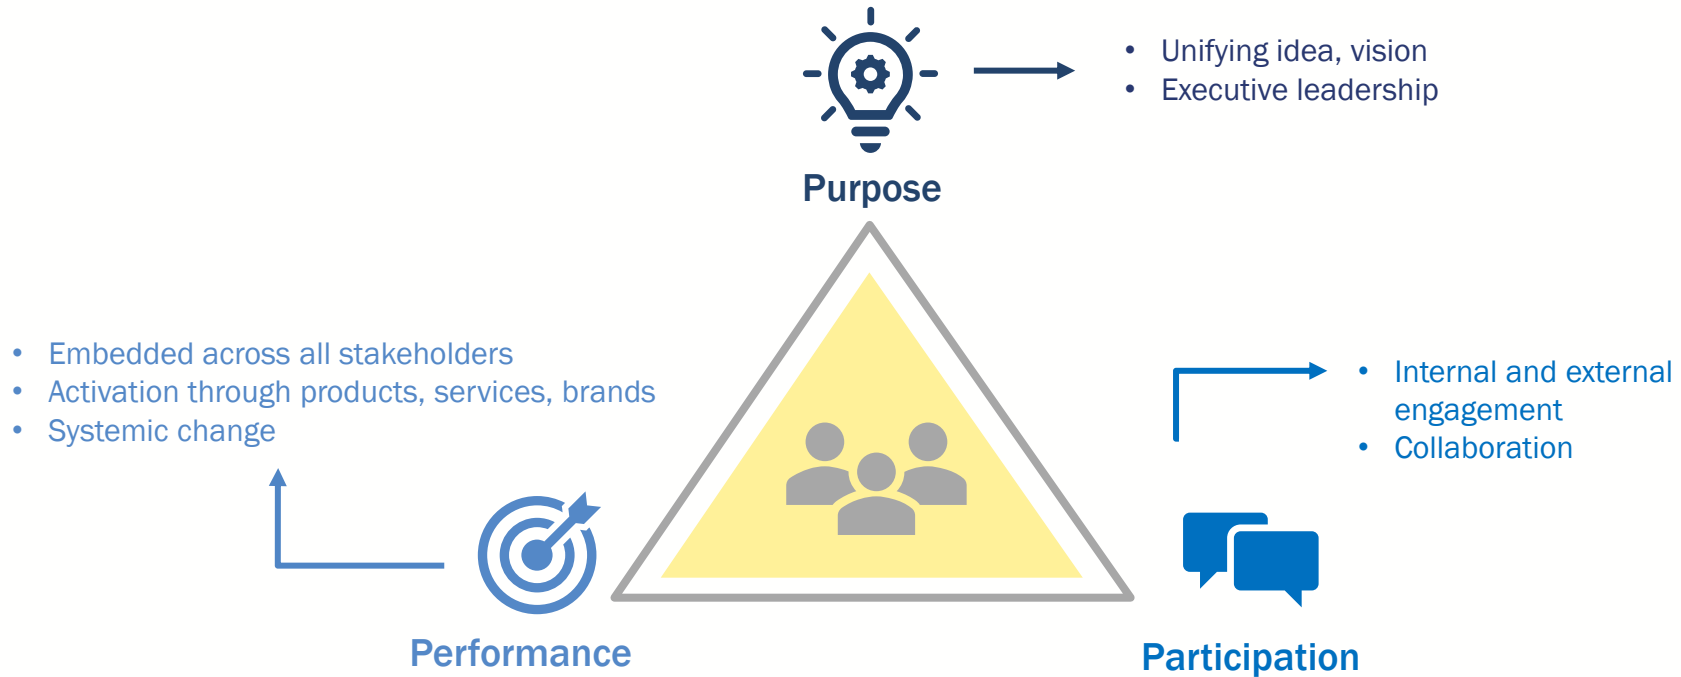 • Unifying idea, vision
• Executive leadership
Purpose
• Embedded across all stakeholders
• Activation through products, services, brands
• Systemic change
• Internal and external
engagement
• Collaboration
Performance
Participation